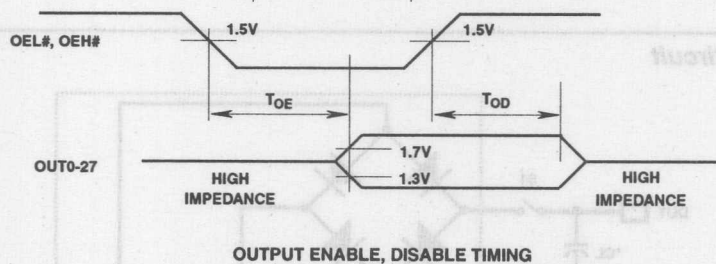 OEL#, OEH#
1.5V
1.5V
TOE
TOD
OUT0-27
1.7V
1.3V
HIGH
IMPEDANCE
HIGH
IMPEDANCE
OUTPUT ENABLE, DISABLE TIMING